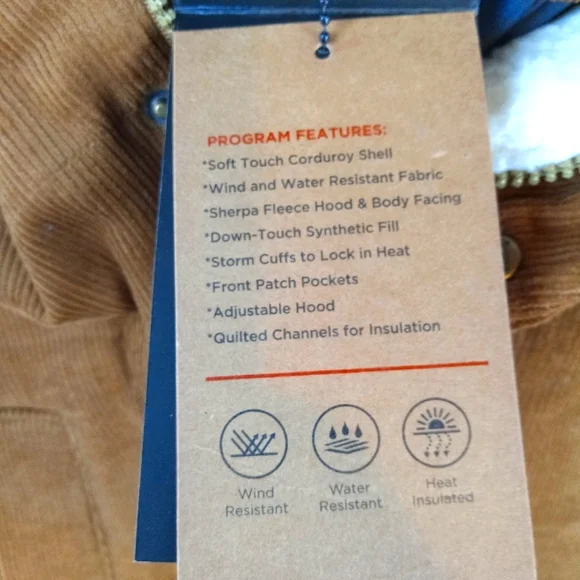 PROGRAM FEATURES:
*Soft Touch Corduroy Shell
*Wind and Water Resistant Fabric
*Sherpa Fleece Hood & Body Facing
*Down-Touch Synthetic Fill
*Storm Cuffs to Lock in Heat
*Front Patch Pockets
*Adjustable Hood
*Quilted Channels for Insulation
Wind
Resistant
Water
Resistant
Heat
Insulated